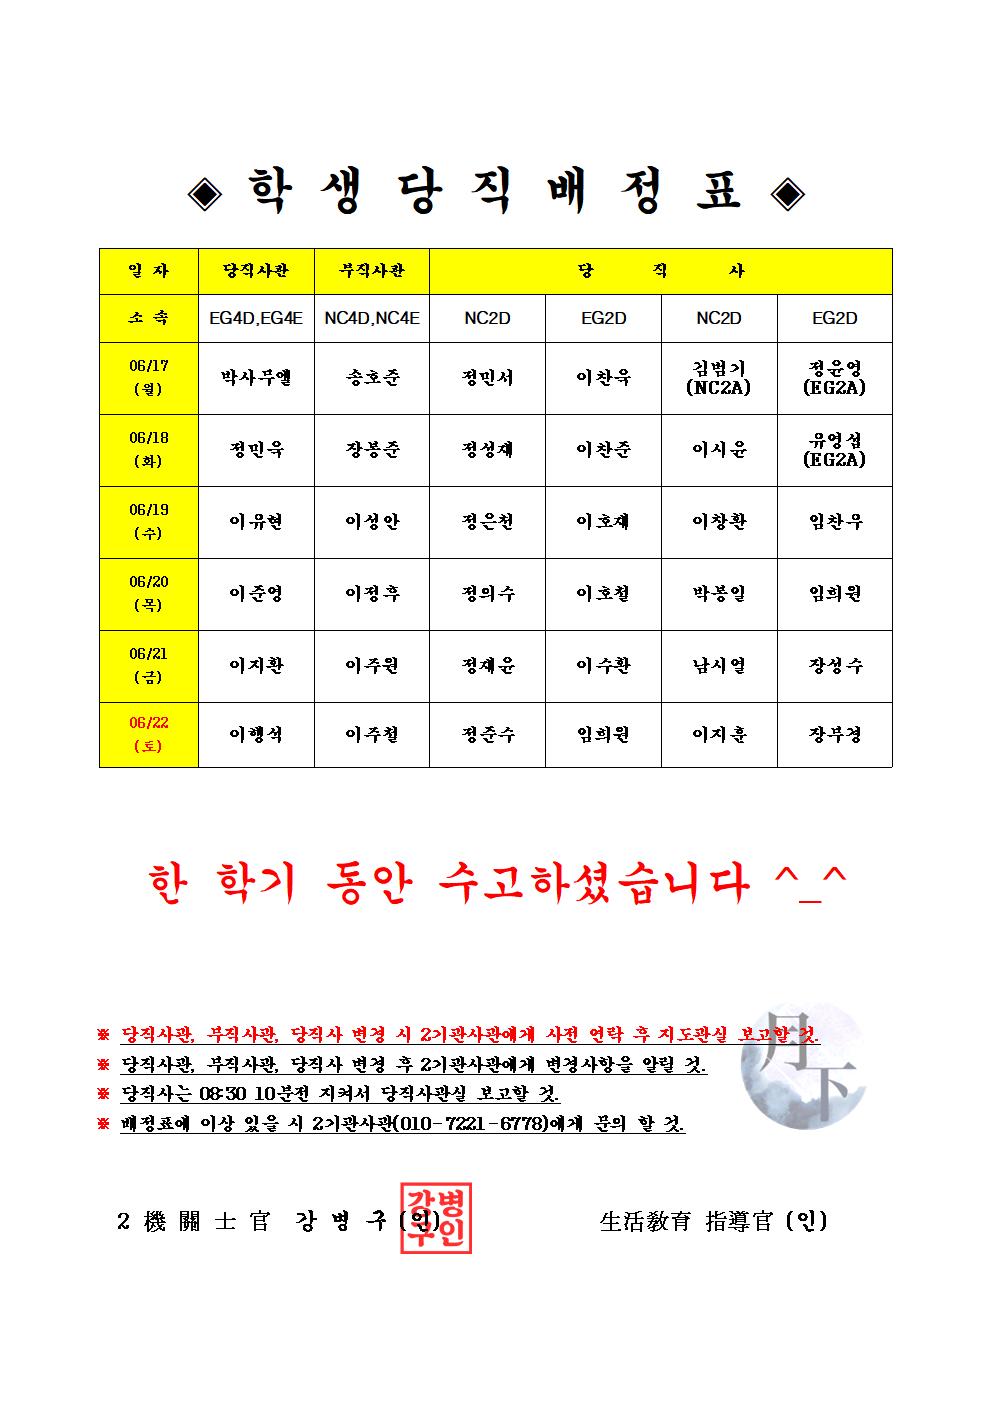 ◈ 학 생 당 직 배 정 표 ◈
일 자 당직사관 부직사관 당 직 사
소 속 EG4D,EG4E NC4D,NC4E NC2D EG2D NC2D EG2D
06/17 (월) 박사무엘 송호준 정민서 이찬욱 김범기 (NC2A) 정윤영 (EG2A)
06/18 (화) 정민욱 장봉준 정성재 이찬준 이시윤 유영섬 (EG2A)
06/19 (수) 이유현 이성안 정은천 이호재 이창환 임찬우
06/20 (목) 이준영 이정후 정의수 이호철 박봉일 임희원
06/21 (금) 이지환 이주원 정재윤 이수환 남시열 장성수
06/22 (토) 이행석 이주철 정준수 임희원 이지훈 장부경
한 학기 동안 수고하셨습니다 ^_^
※ 당직사관, 부직사관, 당직사 변경 시 2기관사관에게 사전 연락 후 지도관실 보고할 것.
※ 당직사관, 부직사관, 당직사 변경 후 2기관사관에게 변경사항을 알릴 것.
※ 당직사는 08:30 10분전 지켜서 당직사관실 보고할 것.
※ 배정표에 이상 있을 시 2기관사관(010-7221-6778)에게 문의 할 것.
月下
2 機 關 士 官 강 병 구 (인) 生活敎育 指導官 (인)
강병구인